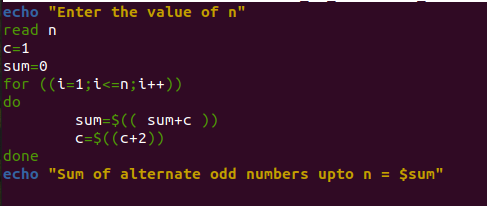 echo "Enter the value of n"
read n
c=1
sum=0
for ((i=1;i<=n;i++))
do
        sum=$(( sum+c ))
        c=$((c+2))
done
echo "Sum of alternate odd numbers upto n = $sum"